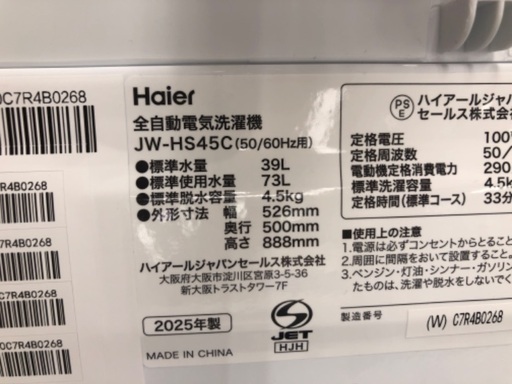 0C7R4B0268
R4B0268
C7R4B0268
C7R4B0268
0C7R4B0268
Haier
全自動電気洗濯機
JW-HS45C(50/60Hz用)
●標準水量 39L
●標準使用水量 73L
●標準脱水容量 4.5kg
●外形寸法 幅 526mm
奥行 500mm
高さ 888mm
ハイアールジャパンセールス株式会社
大阪府大阪市淀川区宮原3-5-36
新大阪トラストタワー7F
2025年製
MADE IN CHINA
S
JET
HJH
PS
E
ハイアールジャパン
セールス株式会
定格電圧 100
定格周波数 50/
電動機定格消費電力 290
標準洗濯容量 4.5k
定格時間(標準コース) 33分
●使用上の注意
1.電源は必ずコンセントからとること
2.周囲に間隔をおいて設置すること。
3.ベンジン・灯油・シンナー・ガソリン
ものは、洗濯や脱水をしないでくだ
製造番号 (W) C7R4B0268